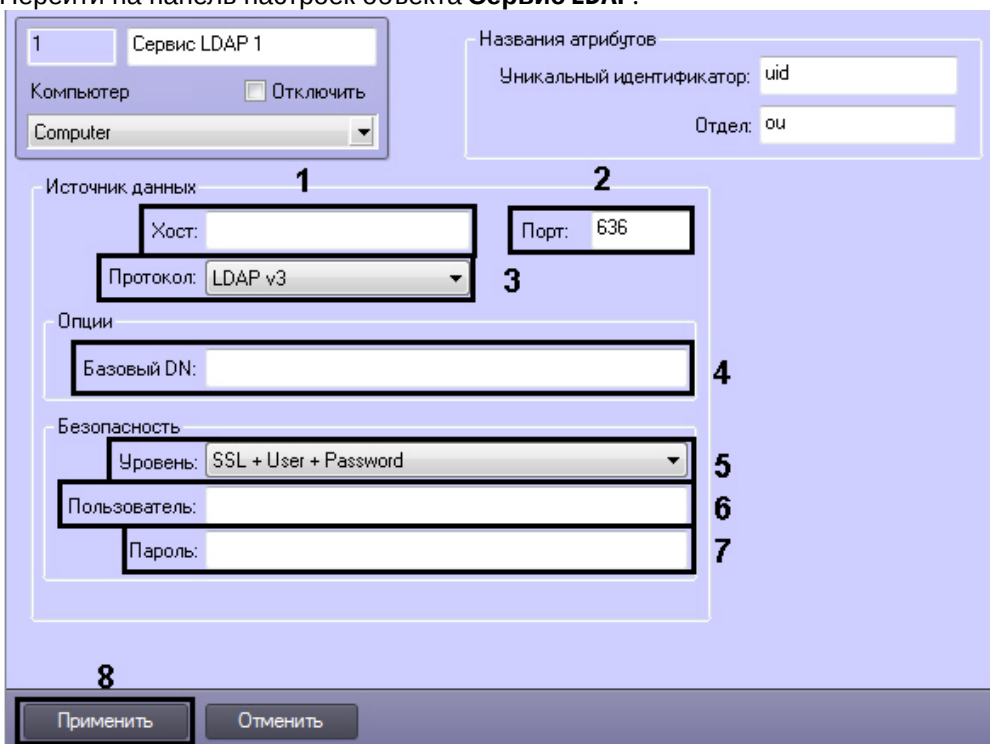 Перейти на панель настроек объекта Сервис LDAP.
1 Сервис LDAP 1
Компьютер Отключить
Computer
Названия атрибутов
Уникальный идентификатор: uid
Отдел: ou
1 2
Источник данных
Хост: Порт: 636
Протокол: LDAP v3 3
Опции
Базовый DN: 4
Безопасность
Уровень: SSL + User + Password 5
Пользователь: 6
Пароль: 7
8
Применить Отменить